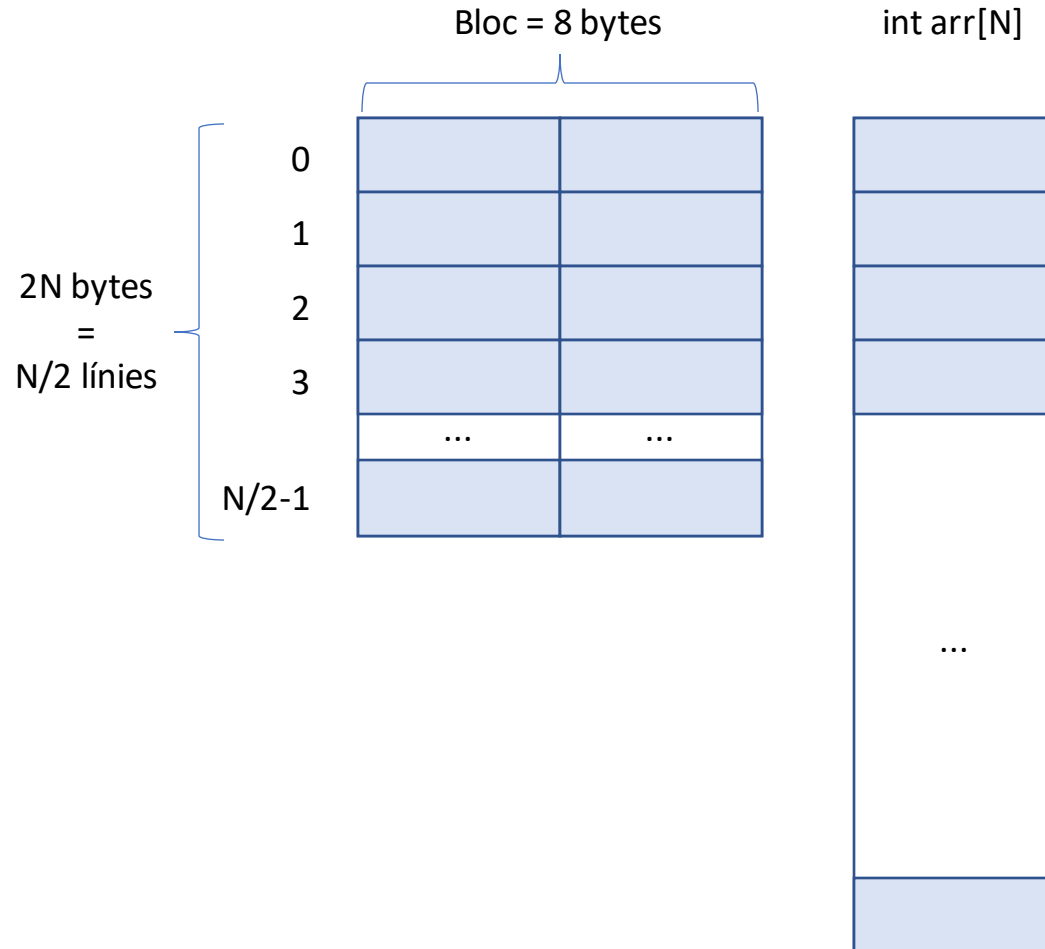 Bloc = 8 bytes
int arr[N]
0
1
2N bytes
=
N/2 línies
2
3
... ...
N/2-1
...